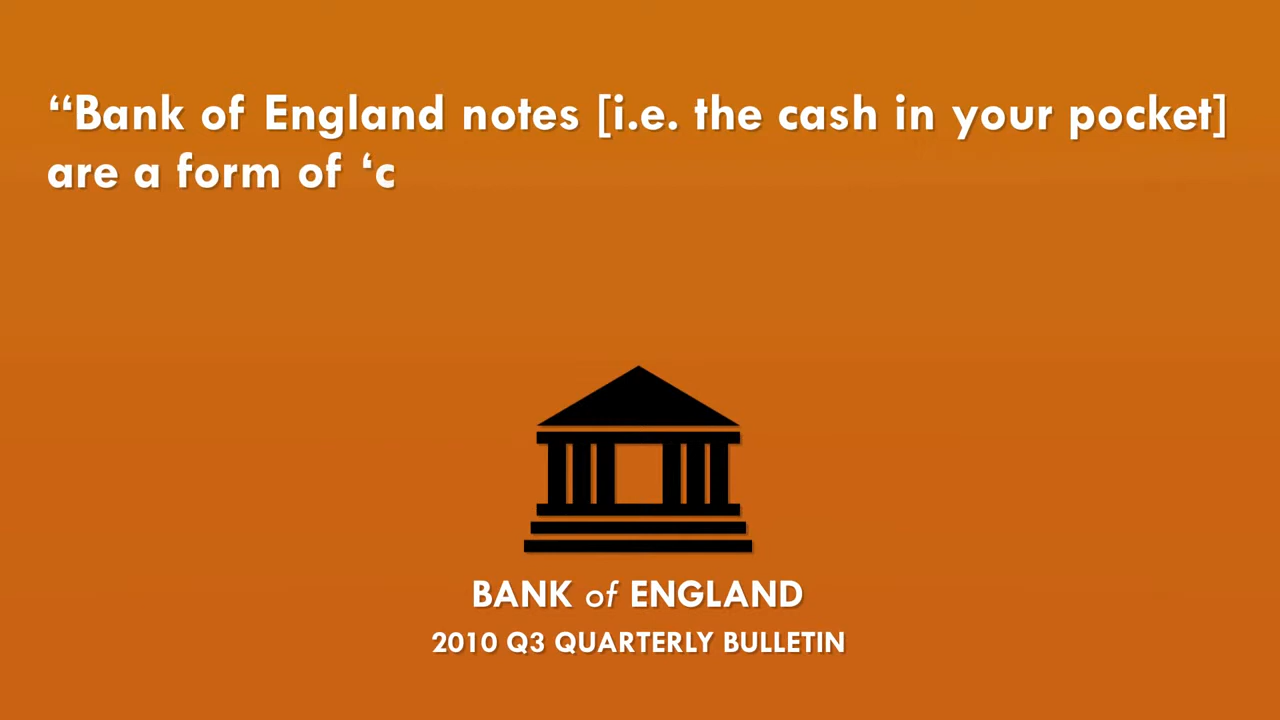 “Bank of England notes [i.e. the cash in your pocket]
are a form of ‘c
BANK of ENGLAND
2010 Q3 QUARTERLY BULLETIN